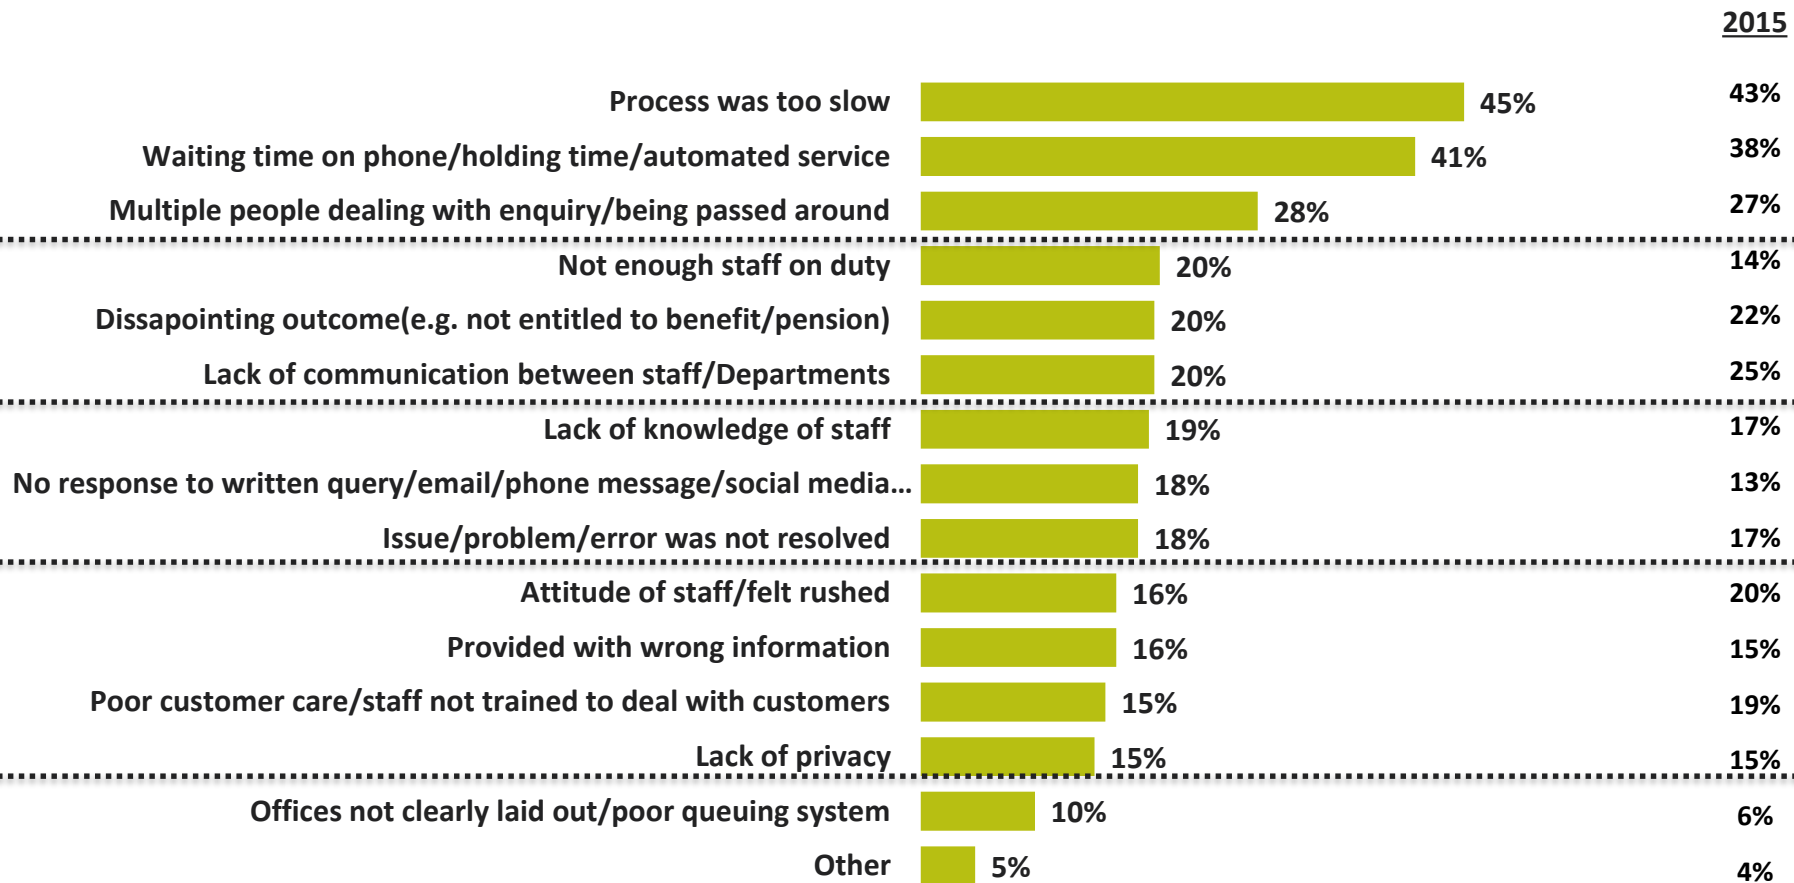 2015
Process was too slow 45% 43%
Waiting time on phone/holding time/automated service 41% 38%
Multiple people dealing with enquiry/being passed around 28% 27%
Not enough staff on duty 20% 14%
Dissapointing outcome(e.g. not entitled to benefit/pension) 20% 22%
Lack of communication between staff/Departments 20% 25%
Lack of knowledge of staff 19% 17%
No response to written query/email/phone message/social media... 18% 13%
Issue/problem/error was not resolved 18% 17%
Attitude of staff/felt rushed 16% 20%
Provided with wrong information 16% 15%
Poor customer care/staff not trained to deal with customers 15% 19%
Lack of privacy 15% 15%
Offices not clearly laid out/poor queuing system 10% 6%
Other 5% 4%